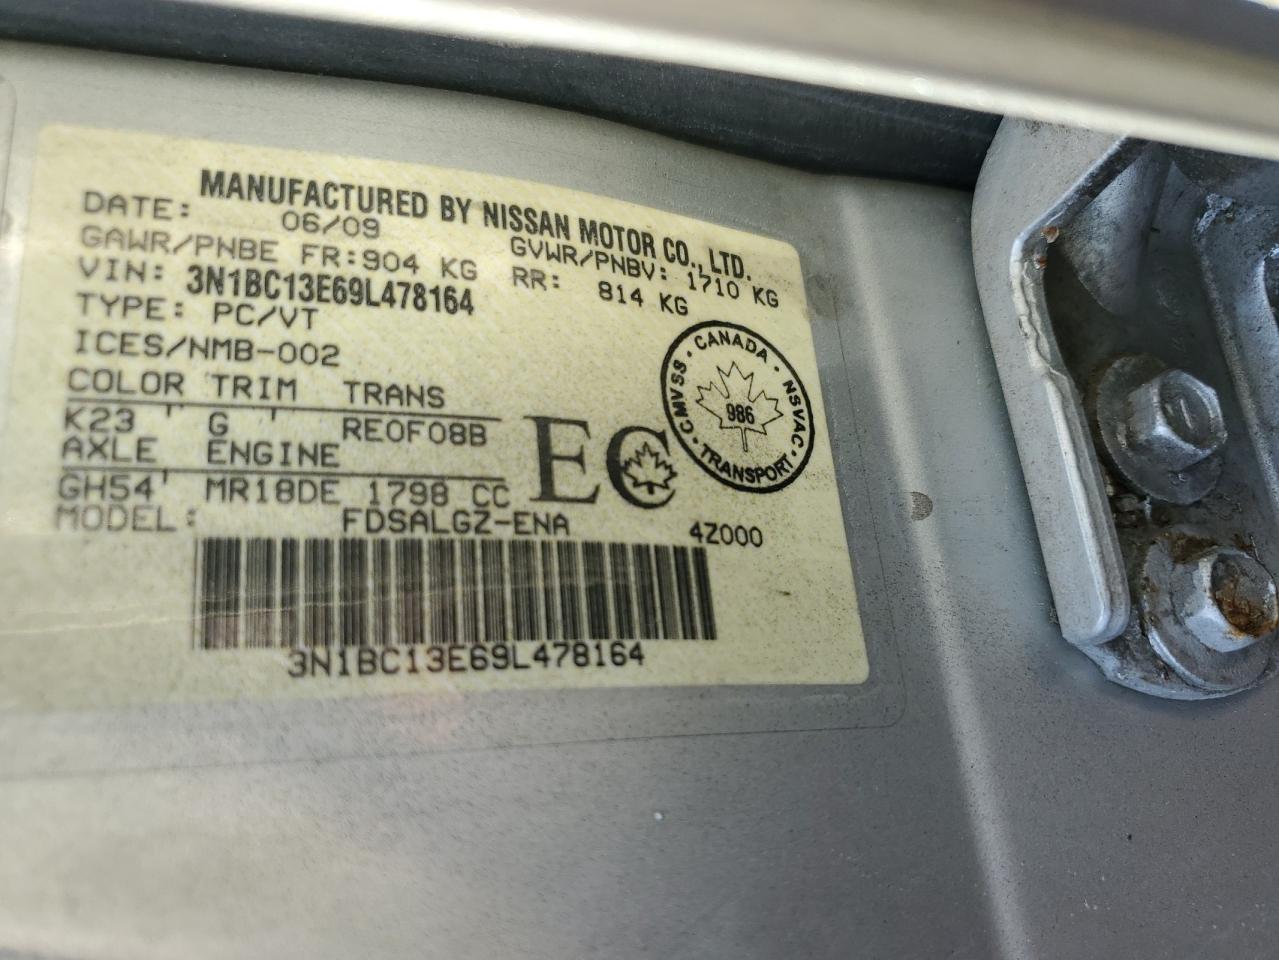 MANUFACTURED BY NISSAN MOTOR CO., LTD.
DATE: 06/09 GVWR/PNBV: 1710 KG
GAWR/PNBE FR:904 KG RR: 814 KG
VIN: 3N1BC13E69L478164
TYPE: PC/VT
ICES/NMB-002
COLOR TRIM TRANS
K23 G RE0F08B
AXLE ENGINE
GH54 MR18DE 1798 CC
MODEL: FDSALGZ-ENA 4Z000
EC
CANADA · NSVAC · TRANSPORT · CMVSS ·
986
3N1BC13E69L478164